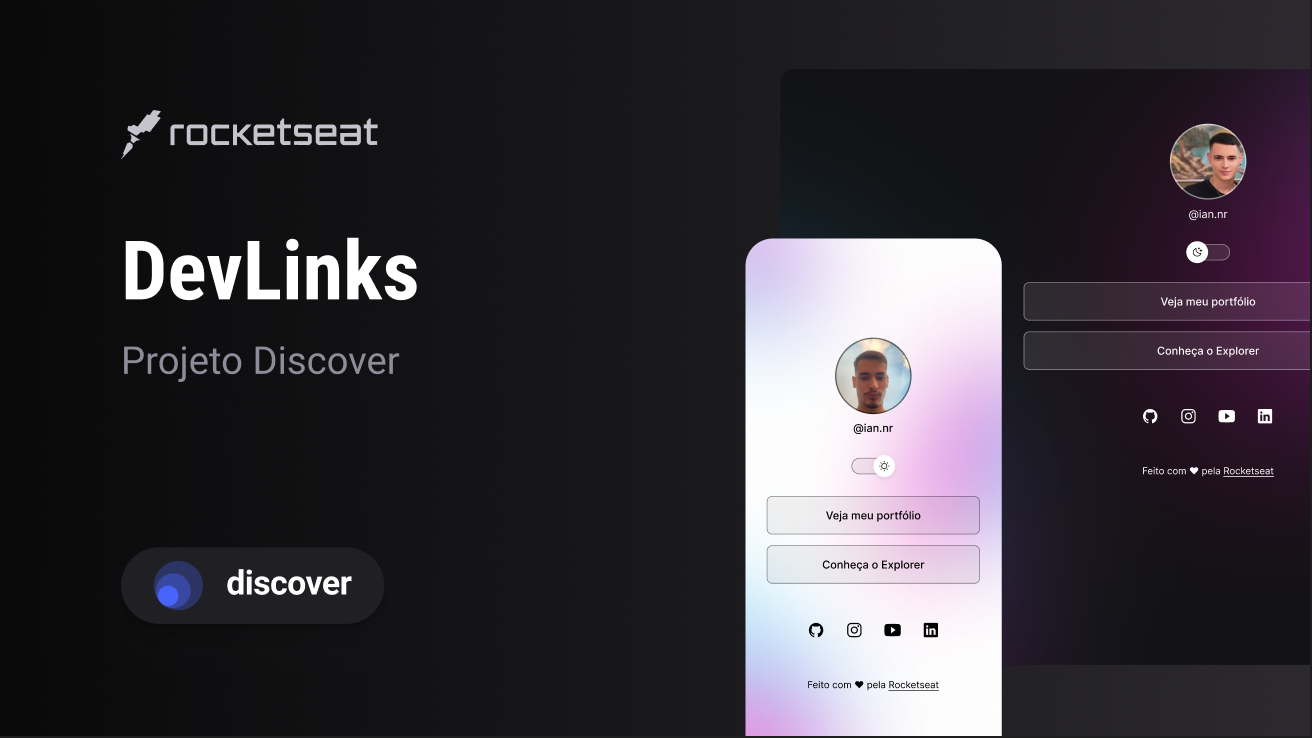 rocketseat
DevLinks
Projeto Discover
discover
@ian.nr
Veja meu portfólio
Conheça o Explorer
Feito com ♥ pela Rocketseat
@ian.nr
Veja meu portfólio
Conheça o Explorer
Feito com ♥ pela Rocketseat